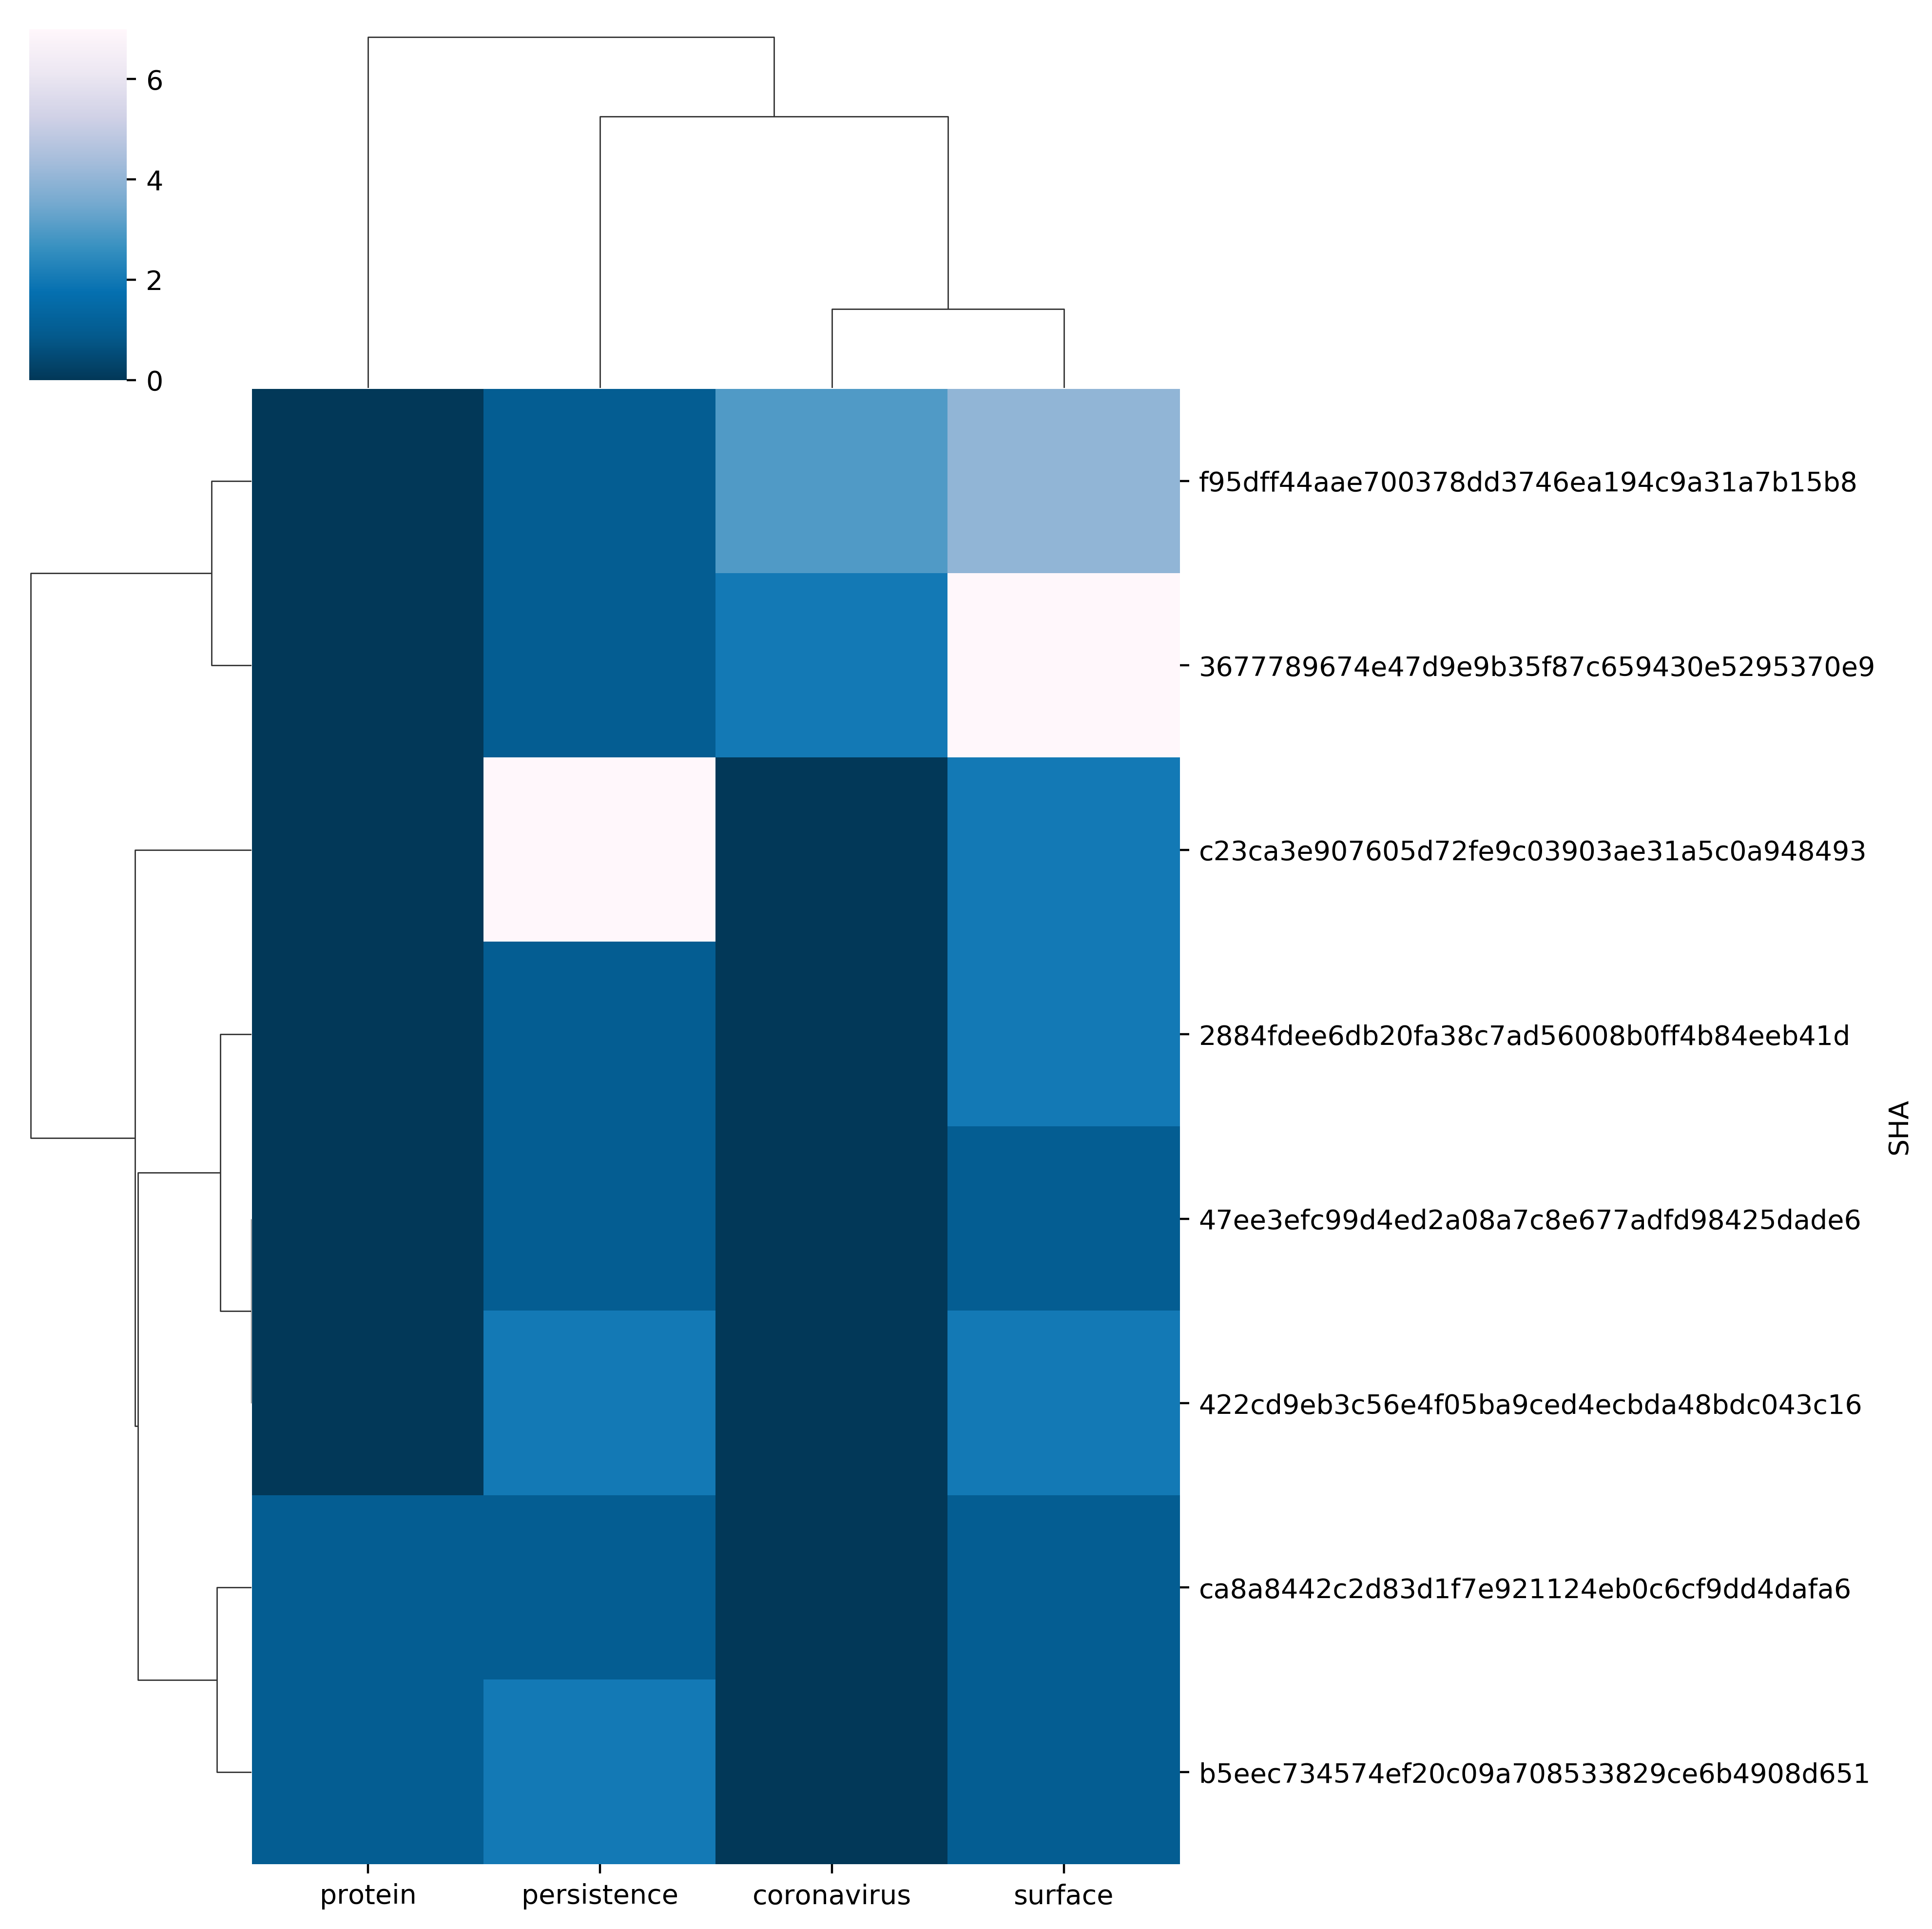 6
4
2
0
f95dff44aae700378dd3746ea194c9a31a7b15b8
3677789674e47d9e9b35f87c659430e5295370e9
c23ca3e907605d72fe9c03903ae31a5c0a948493
2884fdee6db20fa38c7ad56008b0ff4b84eeb41d
47ee3efc99d4ed2a08a7c8e677adfd98425dade6
422cd9eb3c56e4f05ba9ced4ecbda48bdc043c16
ca8a8442c2d83d1f7e921124eb0c6cf9dd4dafa6
b5eec734574ef20c09a708533829ce6b4908d651
SHA
protein persistence coronavirus surface